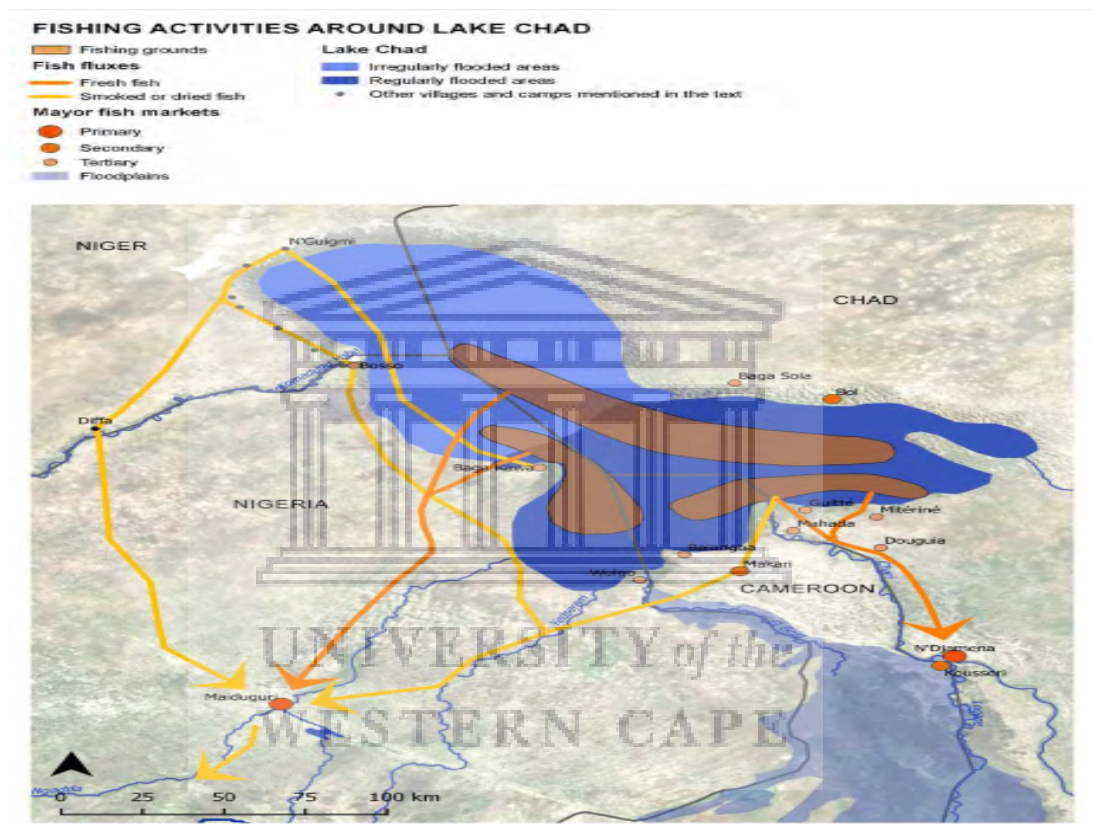 FISHING ACTIVITIES AROUND LAKE CHAD
Fishing grounds
Fish fluxes
Fresh fish
Smoked or dried fish
Mayor fish markets
Primary
Secondary
Tertiary
Floodplains
Lake Chad
Irregularly flooded areas
Regularly flooded areas
Other villages and camps mentioned in the text
NIGER
N'Guigmi
CHAD
Bosso
Baga Sola
Bol
Diffa
Baga Kawa
NIGERIA
Guitté
Mitériné
Mahada
Douguia
Wulgo
Makari
CAMEROON
UNIVERSITY of the
N'Djamena
Kousseri
Maiduguri
WESTERN CAPE
0 25 50 75 100 km